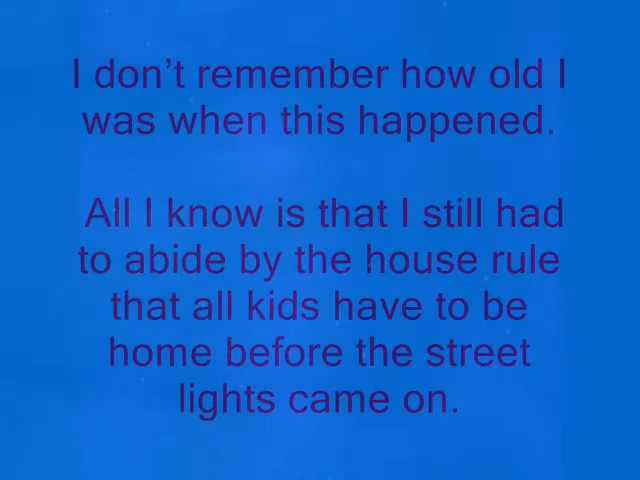 I don’t remember how old I
was when this happened.
All I know is that I still had
to abide by the house rule
that all kids have to be
home before the street
lights came on.